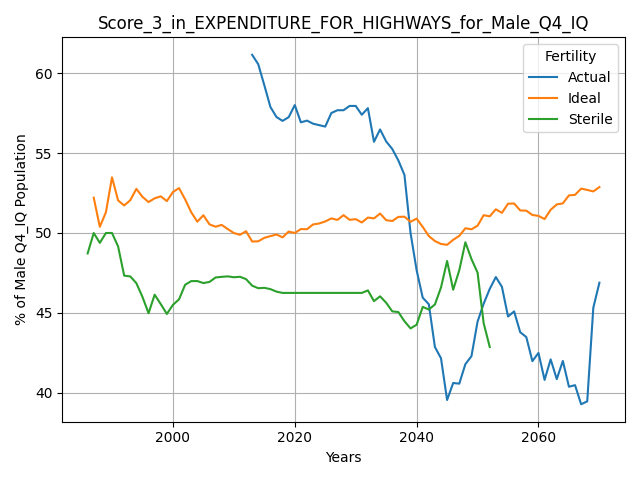 Score_3_in_EXPENDITURE_FOR_HIGHWAYS_for_Male_Q4_IQ
Fertility
Actual
Ideal
Sterile
% of Male Q4_IQ Population
60
55
50
45
40
2000
2020
2040
2060
Years